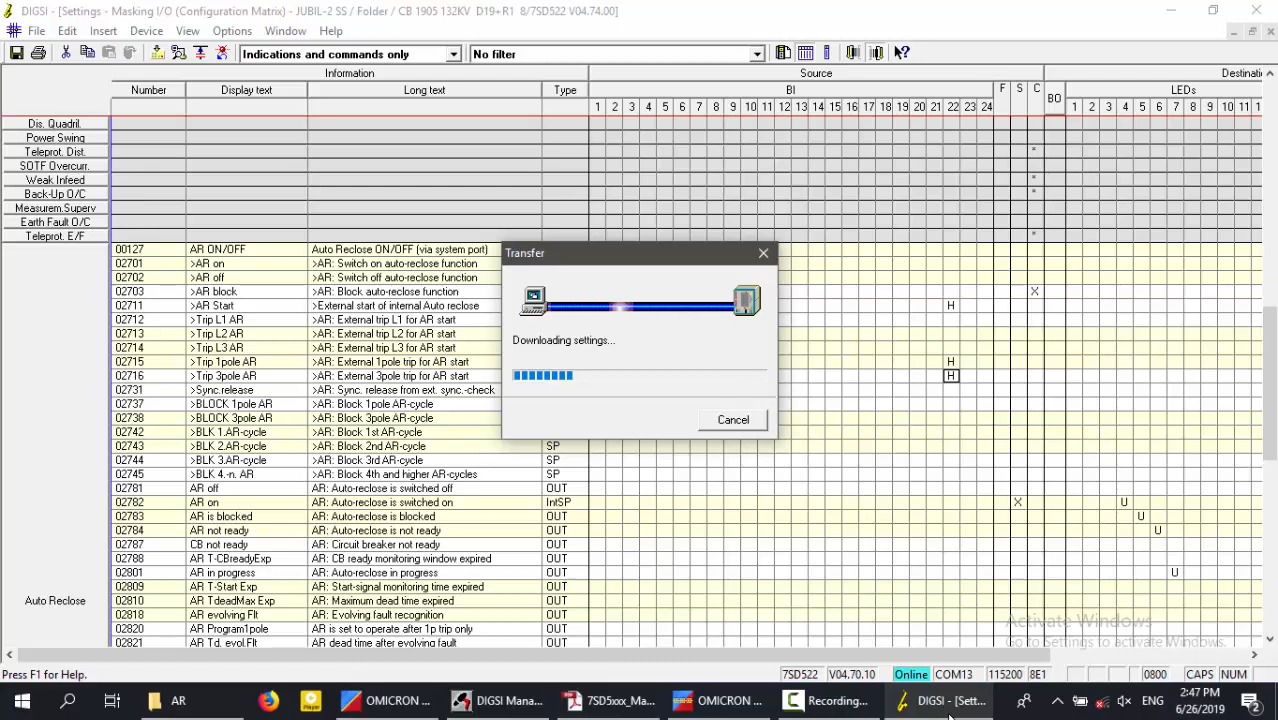 DIGSI - [Settings - Masking I/O (Configuration Matrix) - JUBIL-2 SS / Folder / CB 1905 132KV D19+R1 8/7SD522 V04.74.00]
File Edit Insert Device View Options Window Help
Indications and commands only No filter
Information Source Destinatio
Number Display text Long text Type BI F S C BO LEDs
1 2 3 4 5 6 7 8 9 10 11 12 13 14 15 16 17 18 19 20 21 22 23 24 1 2 3 4 5 6 7 8 9 10 11 1
Dis. Quadril.
Power Swing
Teleprot. Dist. *
SOTF Overcurr.
Weak Infeed *
Back-Up O/C *
Measurem.Superv
Earth Fault O/C
Teleprot. E/F *
00127 AR ON/OFF Auto Reclose ON/OFF (via system port)
02701 >AR on >AR: Switch on auto-reclose function
02702 >AR off >AR: Switch off auto-reclose function
02703 >AR block >AR: Block auto-reclose function X
02711 >AR Start >External start of internal Auto reclose H
02712 >Trip L1 AR >AR: External trip L1 for AR start
02713 >Trip L2 AR >AR: External trip L2 for AR start
02714 >Trip L3 AR >AR: External trip L3 for AR start
02715 >Trip 1pole AR >AR: External 1pole trip for AR start H
02716 >Trip 3pole AR >AR: External 3pole trip for AR start H
02731 >Sync.release >AR: Sync. release from ext. sync.-check
02737 >BLOCK 1pole AR >AR: Block 1pole AR-cycle
02738 >BLOCK 3pole AR >AR: Block 3pole AR-cycle
02742 >BLK 1.AR-cycle >AR: Block 1st AR-cycle
02743 >BLK 2.AR-cycle >AR: Block 2nd AR-cycle SP
02744 >BLK 3.AR-cycle >AR: Block 3rd AR-cycle SP
02745 >BLK 4.-n. AR >AR: Block 4th and higher AR-cycles SP
02781 AR off AR: Auto-reclose is switched off OUT
02782 AR on AR: Auto-reclose is switched on IntSP X U
02783 AR is blocked AR: Auto-reclose is blocked OUT U
02784 AR not ready AR: Auto-reclose is not ready OUT U
02787 CB not ready AR: Circuit breaker not ready OUT
02788 AR T-CBreadyExp AR: CB ready monitoring window expired OUT
02801 AR in progress AR: Auto-reclose in progress OUT U
02809 AR T-Start Exp AR: Start-signal monitoring time expired OUT
02810 AR TdeadMax Exp AR: Maximum dead time expired OUT
Auto Reclose
02818 AR evolving Flt AR: Evolving fault recognition OUT
02820 AR Program1pole AR is set to operate after 1p trip only OUT
02821 AR Td. evol.Flt AR dead time after evolving fault OUT
Transfer
Downloading settings...
Cancel
Activate Windows
Go to Settings to activate Windows.
Press F1 for Help. 7SD522 V04.70.10 Online COM13 115200 8E1 0800 CAPS NUM
AR Player OMICRON ... DIGSI Mana... 7SD5xxx_Ma... OMICRON ... Recording... DIGSI - [Sett... ENG 2:47 PM
6/26/2019 2